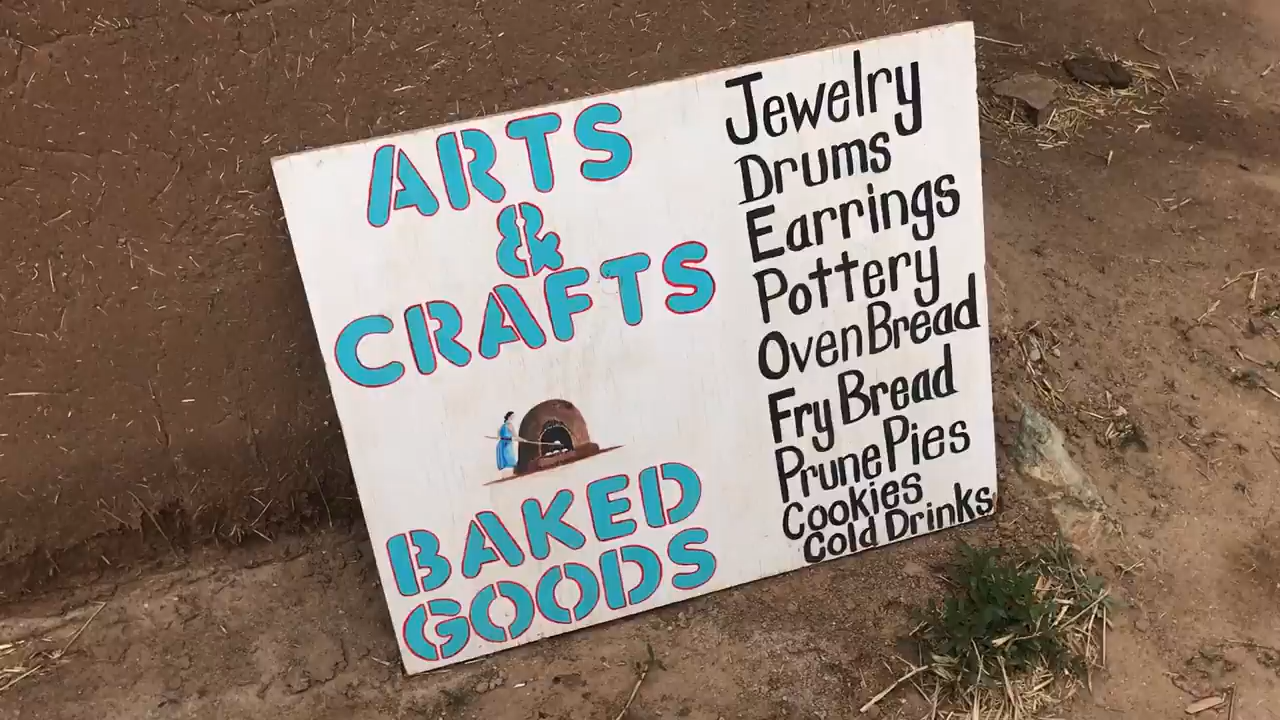 ARTS
&
CRAFTS
BAKED
GOODS
Jewelry
Drums
Earrings
Pottery
Oven Bread
Fry Bread
Prune Pies
Cookies
Cold Drinks